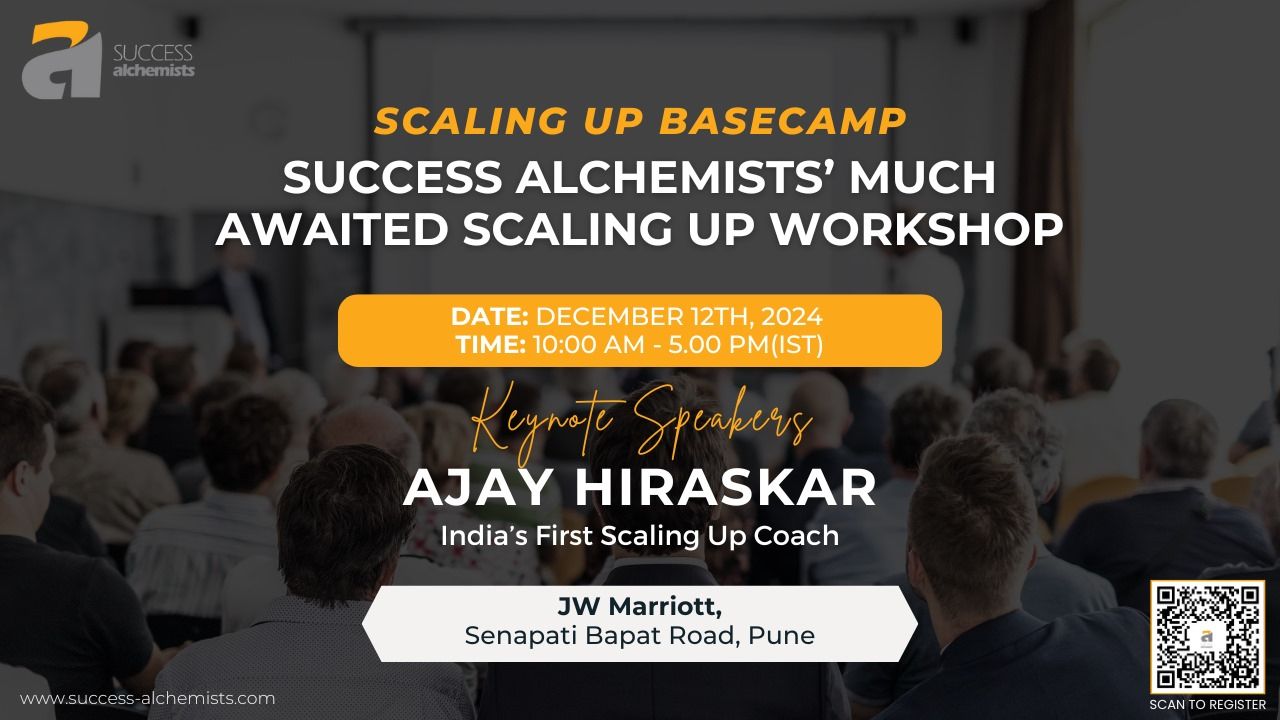 SUCCESS
alchemists
SCALING UP BASECAMP
SUCCESS ALCHEMISTS’ MUCH
AWAITED SCALING UP WORKSHOP
DATE: DECEMBER 12TH, 2024
TIME: 10:00 AM - 5.00 PM(IST)
Keynote Speakers
AJAY HIRASKAR
India’s First Scaling Up Coach
JW Marriott,
Senapati Bapat Road, Pune
www.success-alchemists.com
SCAN TO REGISTER